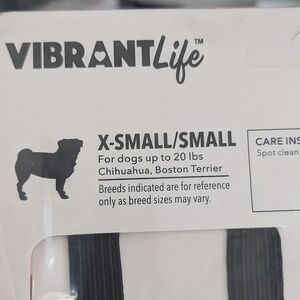 VIBRANTLife™
X-SMALL/SMALL
For dogs up to 20 lbs
Chihuahua, Boston Terrier
Breeds indicated are for reference
only as breed sizes may vary.
CARE INS
Spot clean